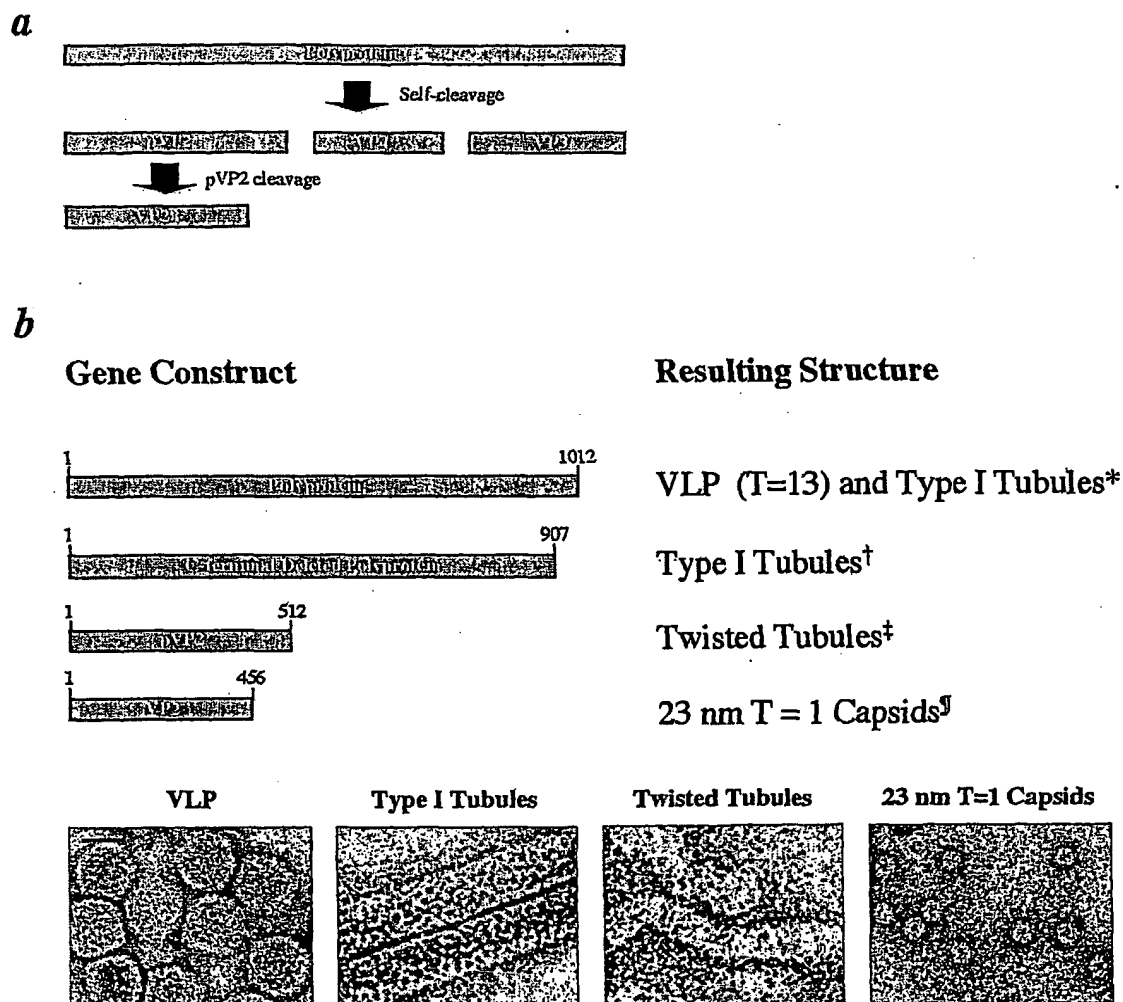 a
Self-cleavage
pVP2 cleavage
b
Gene Construct
Resulting Structure
1
1012
VLP (T=13) and Type I Tubules*
1
907
Type I Tubules†
1
512
Twisted Tubules‡
1
456
23 nm T = 1 Capsids¶
VLP
Type I Tubules
Twisted Tubules
23 nm T=1 Capsids